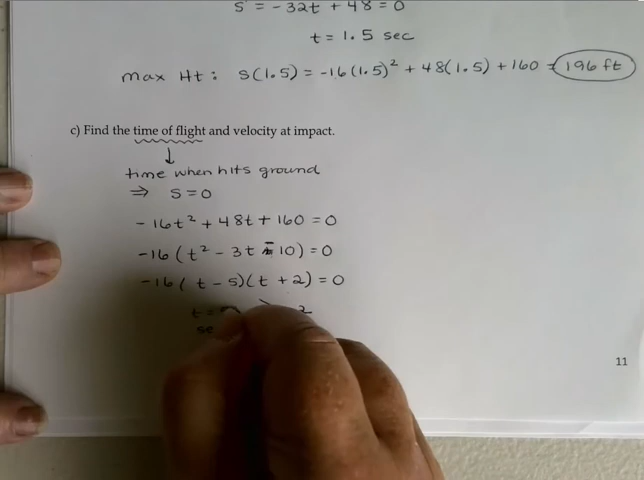 s' = -32t + 48 = 0
t = 1.5 sec
max Ht: s(1.5) = -16(1.5)² + 48(1.5) + 160 = 196 ft
c) Find the time of flight and velocity at impact.
↓
time when hits ground
⇒ s=0
-16t² + 48t + 160 = 0
-16(t² - 3t - 10) = 0
-16(t - 5)(t + 2) = 0
t = 2
se
11